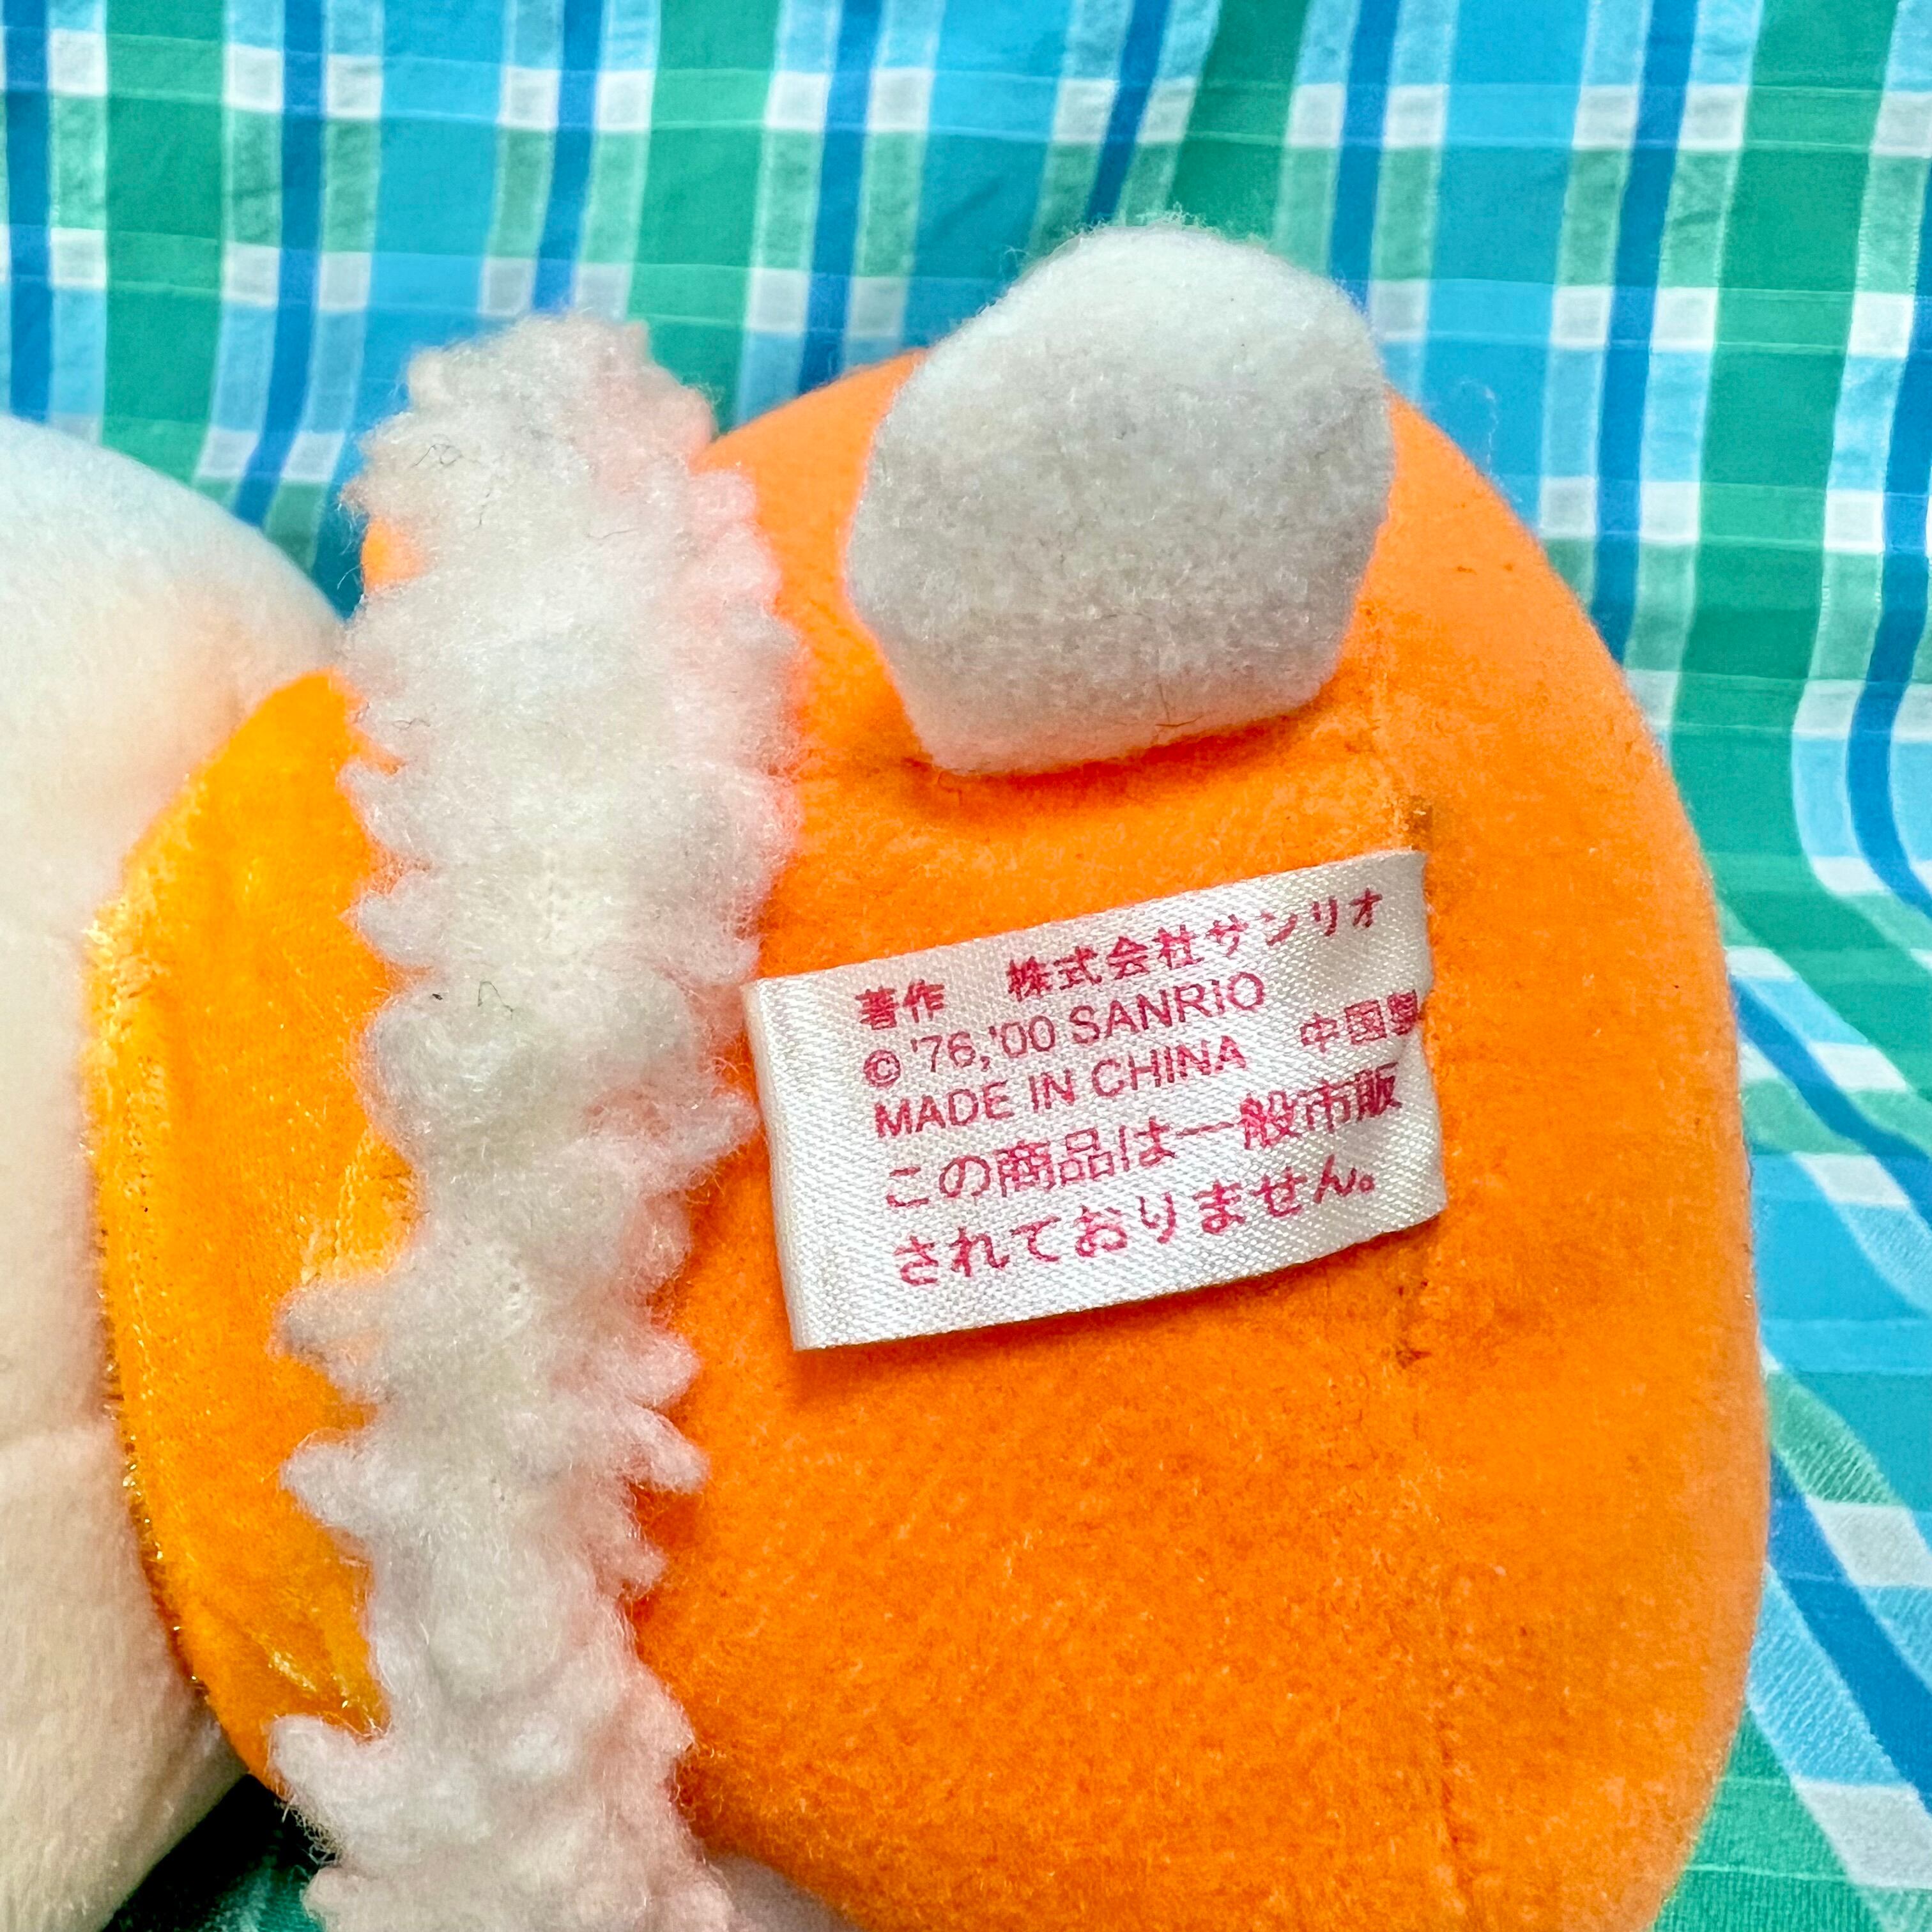 著作　株式会社サンリオ
© '76,'00 SANRIO
MADE IN CHINA　中国製
この商品は一般市販
されておりません。